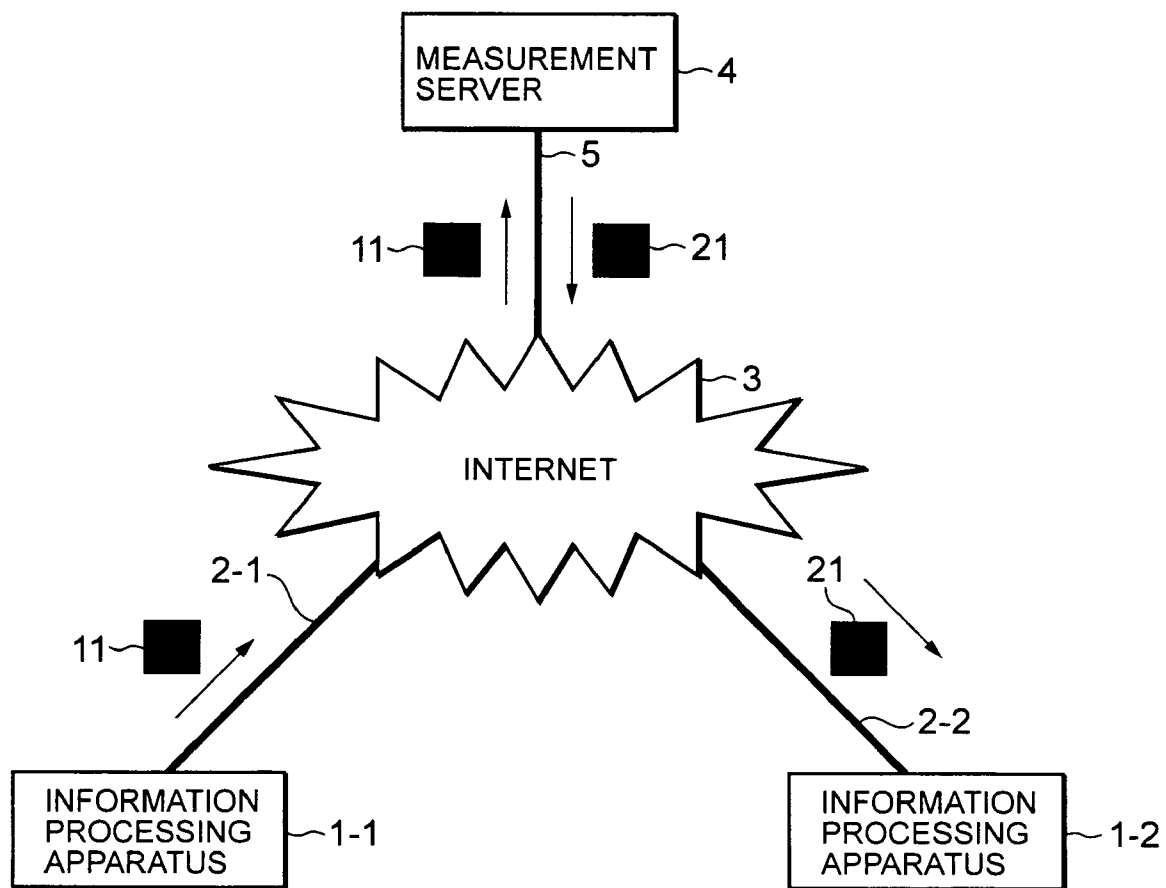 MEASUREMENT
SERVER
4
5
11
21
3
INTERNET
2-1
21
11
2-2
INFORMATION
PROCESSING
APPARATUS
1-1
INFORMATION
PROCESSING
APPARATUS
1-2